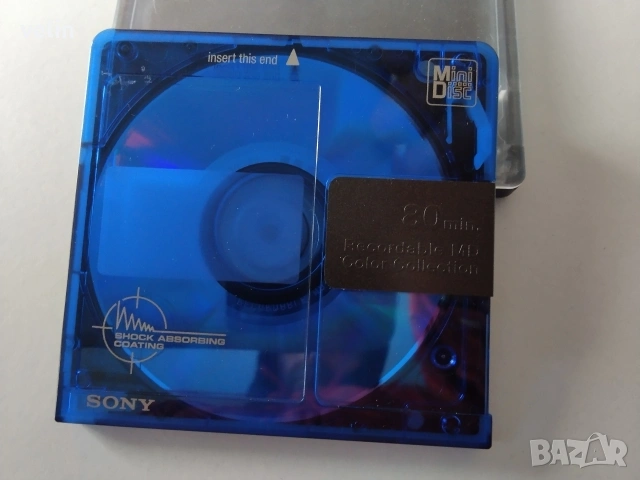 insert this end
Mini
Disc
80 min.
Recordable MD
Color Collection
SHOCK ABSORBING
COATING
SONY
BAZAR